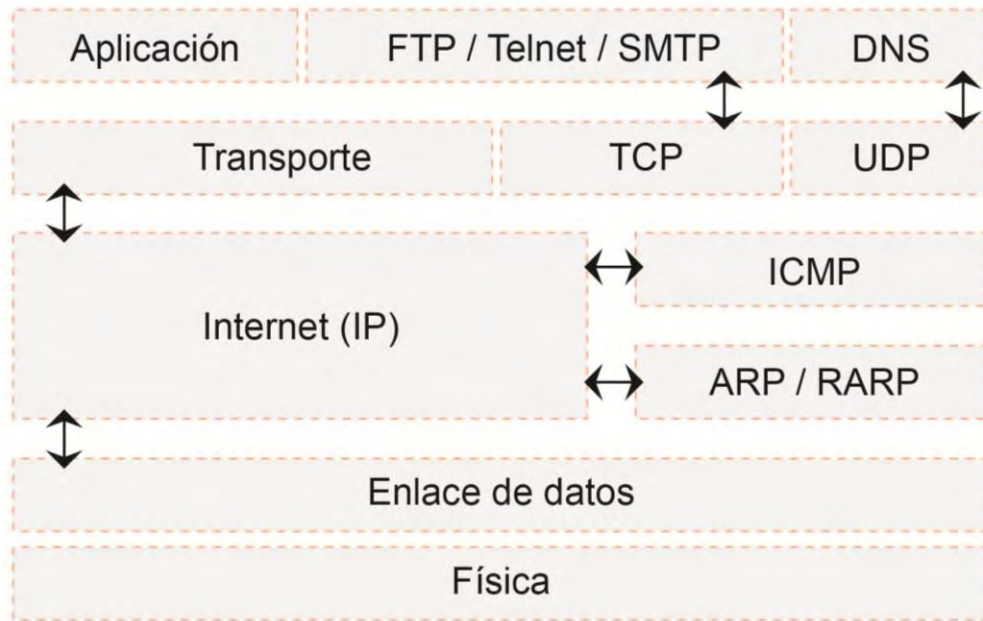 Aplicación
FTP / Telnet / SMTP
DNS
Transporte
TCP
UDP
Internet (IP)
ICMP
ARP / RARP
Enlace de datos
Física